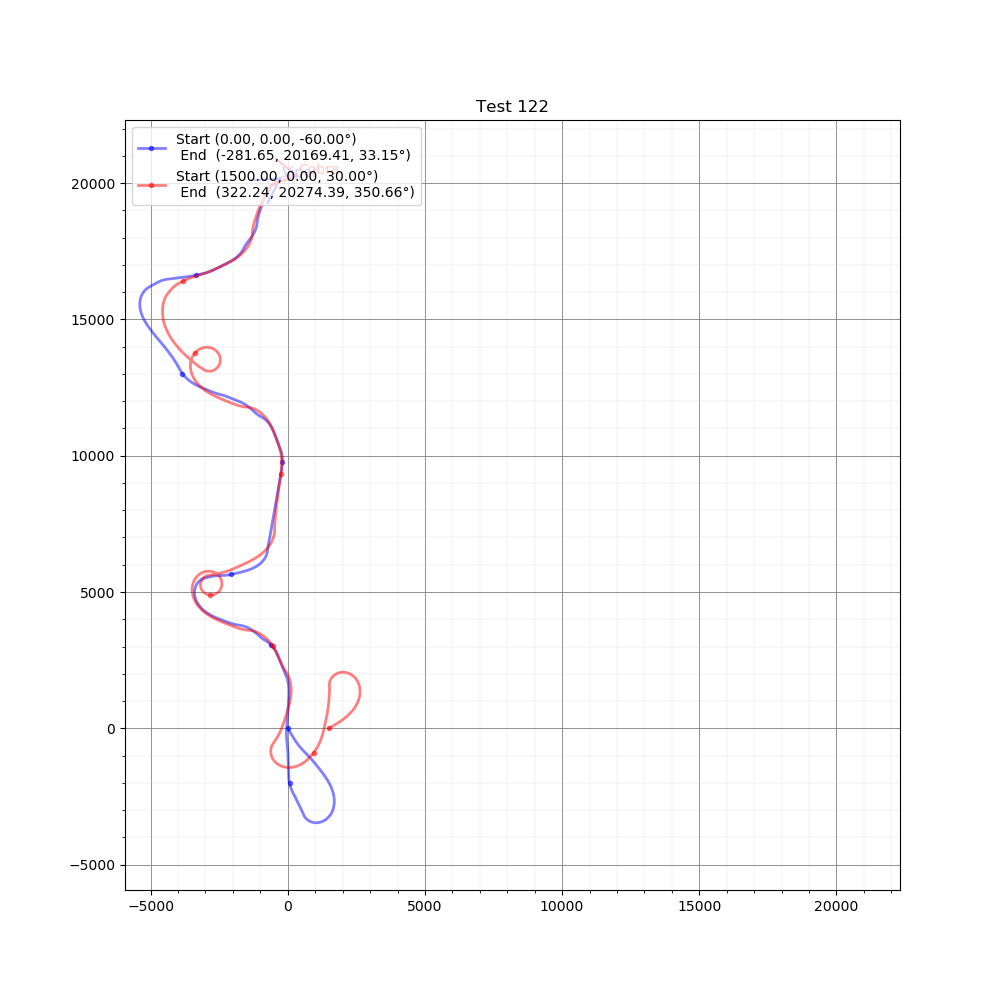 Test 122
Start (0.00, 0.00, -60.00°)
End (-281.65, 20169.41, 33.15°)
Start (1500.00, 0.00, 30.00°)
End (322.24, 20274.39, 350.66°)
Cobra
20000
15000
10000
5000
0
−5000
−5000 0 5000 10000 15000 20000